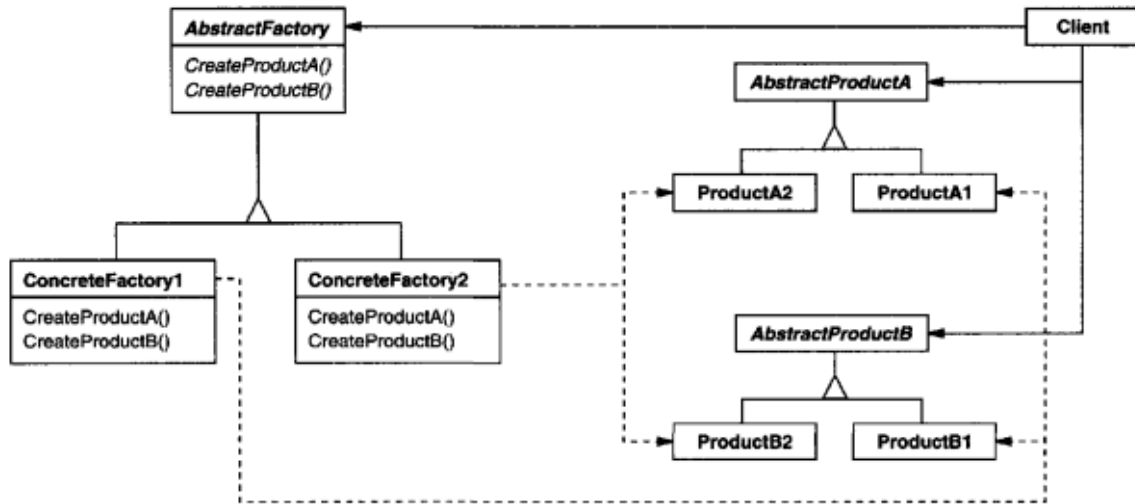 AbstractFactory
CreateProductA()
CreateProductB()
Client
AbstractProductA
ProductA2
ProductA1
ConcreteFactory1
CreateProductA()
CreateProductB()
ConcreteFactory2
CreateProductA()
CreateProductB()
AbstractProductB
ProductB2
ProductB1